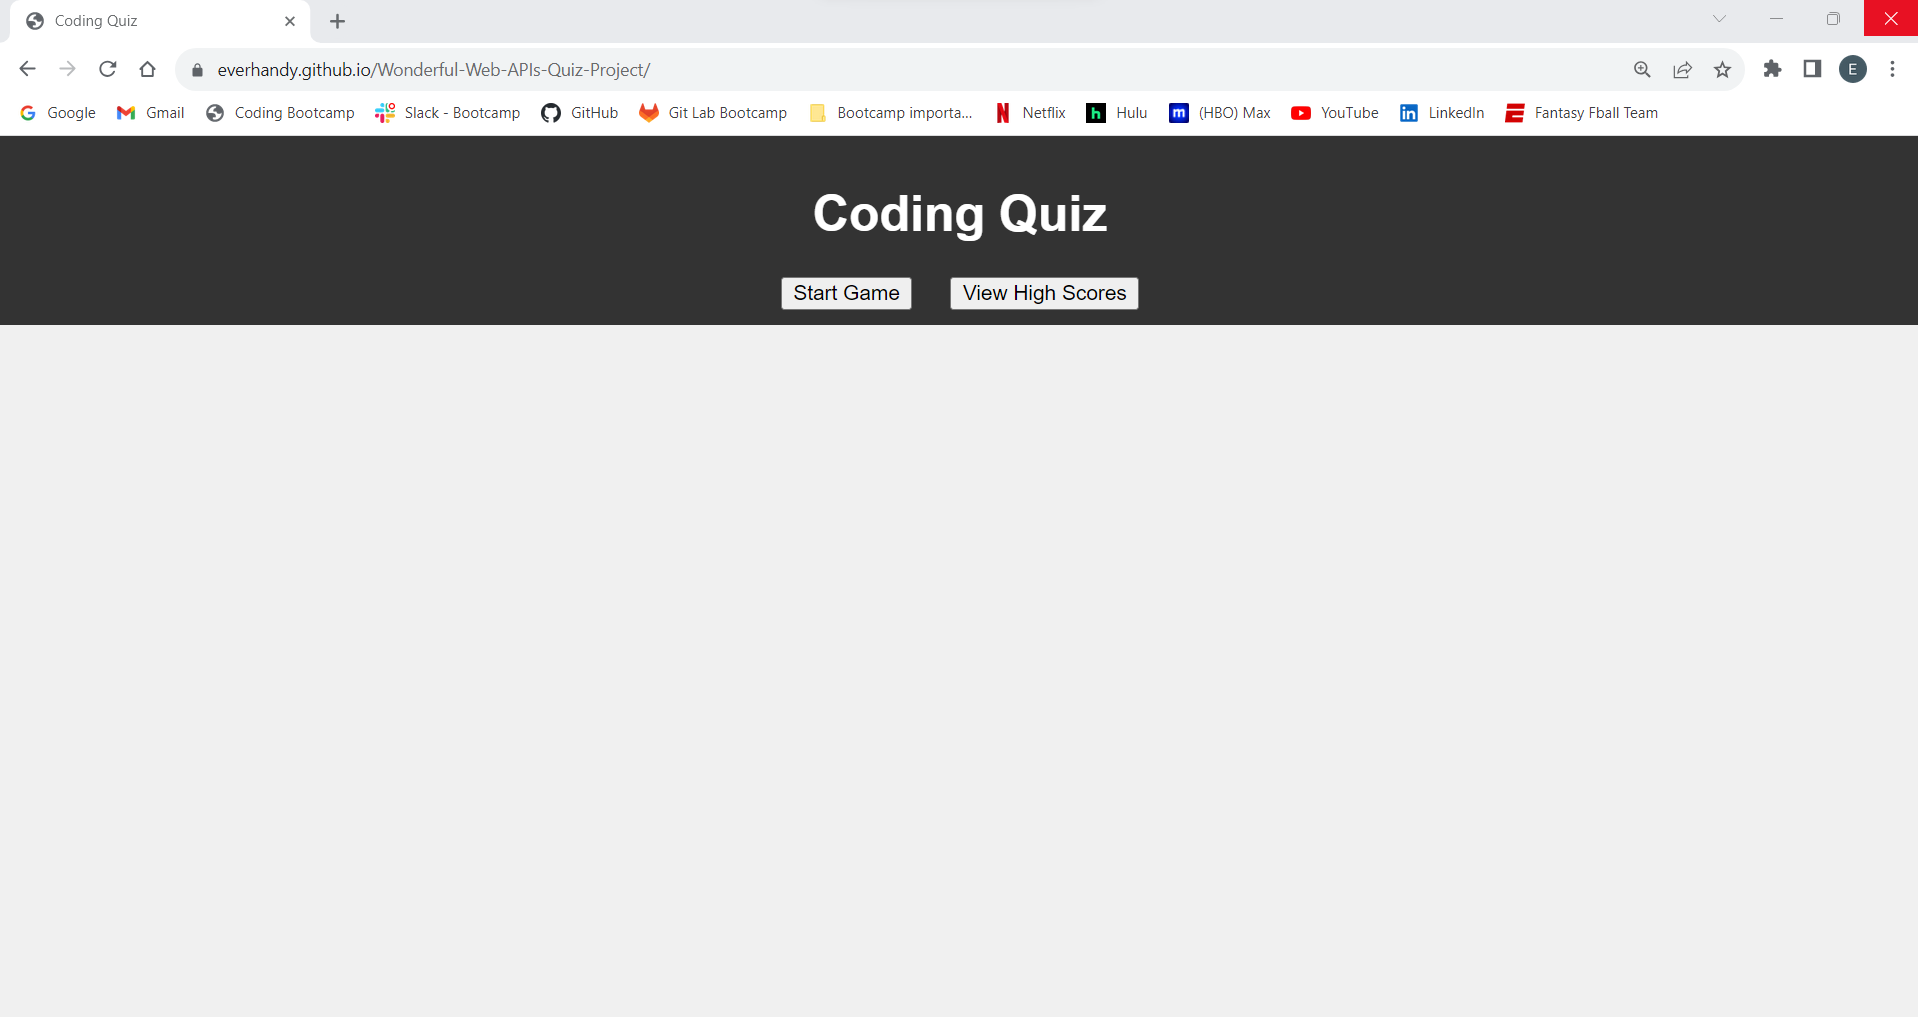 Coding Quiz
everhandy.github.io/Wonderful-Web-APIs-Quiz-Project/
E
Google Gmail Coding Bootcamp Slack - Bootcamp GitHub Git Lab Bootcamp Bootcamp importa... Netflix Hulu (HBO) Max YouTube LinkedIn Fantasy Fball Team
Coding Quiz
Start Game View High Scores